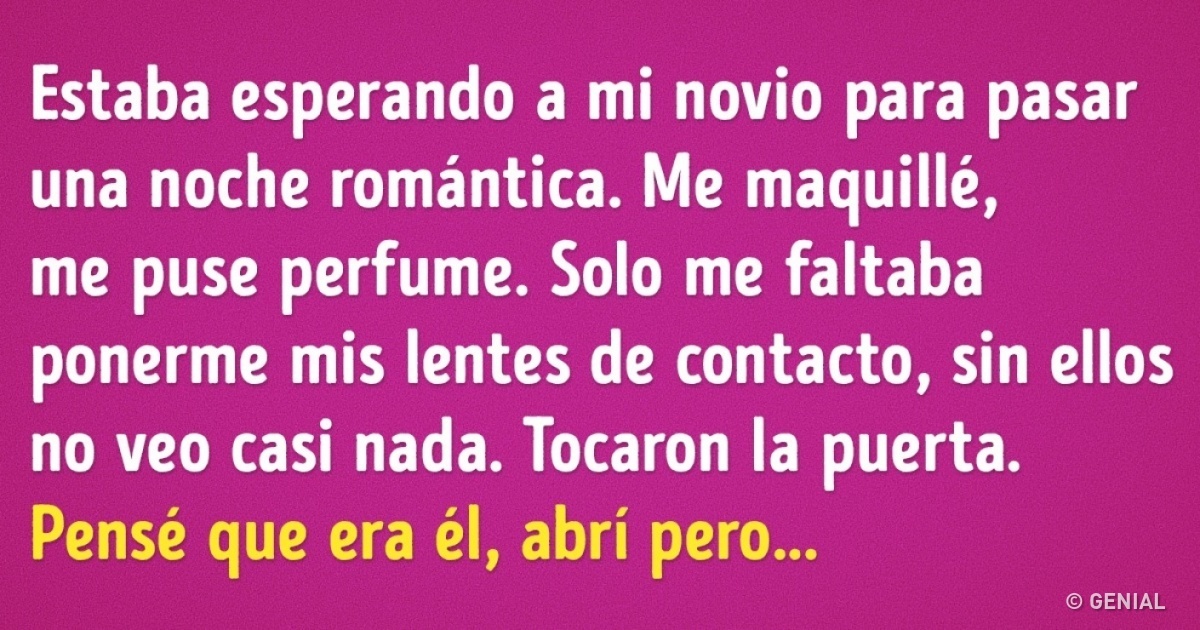 Estaba esperando a mi novio para pasar
una noche romántica. Me maquillé,
me puse perfume. Solo me faltaba
ponerme mis lentes de contacto, sin ellos
no veo casi nada. Tocaron la puerta.
Pensé que era él, abrí pero...
© GENIAL